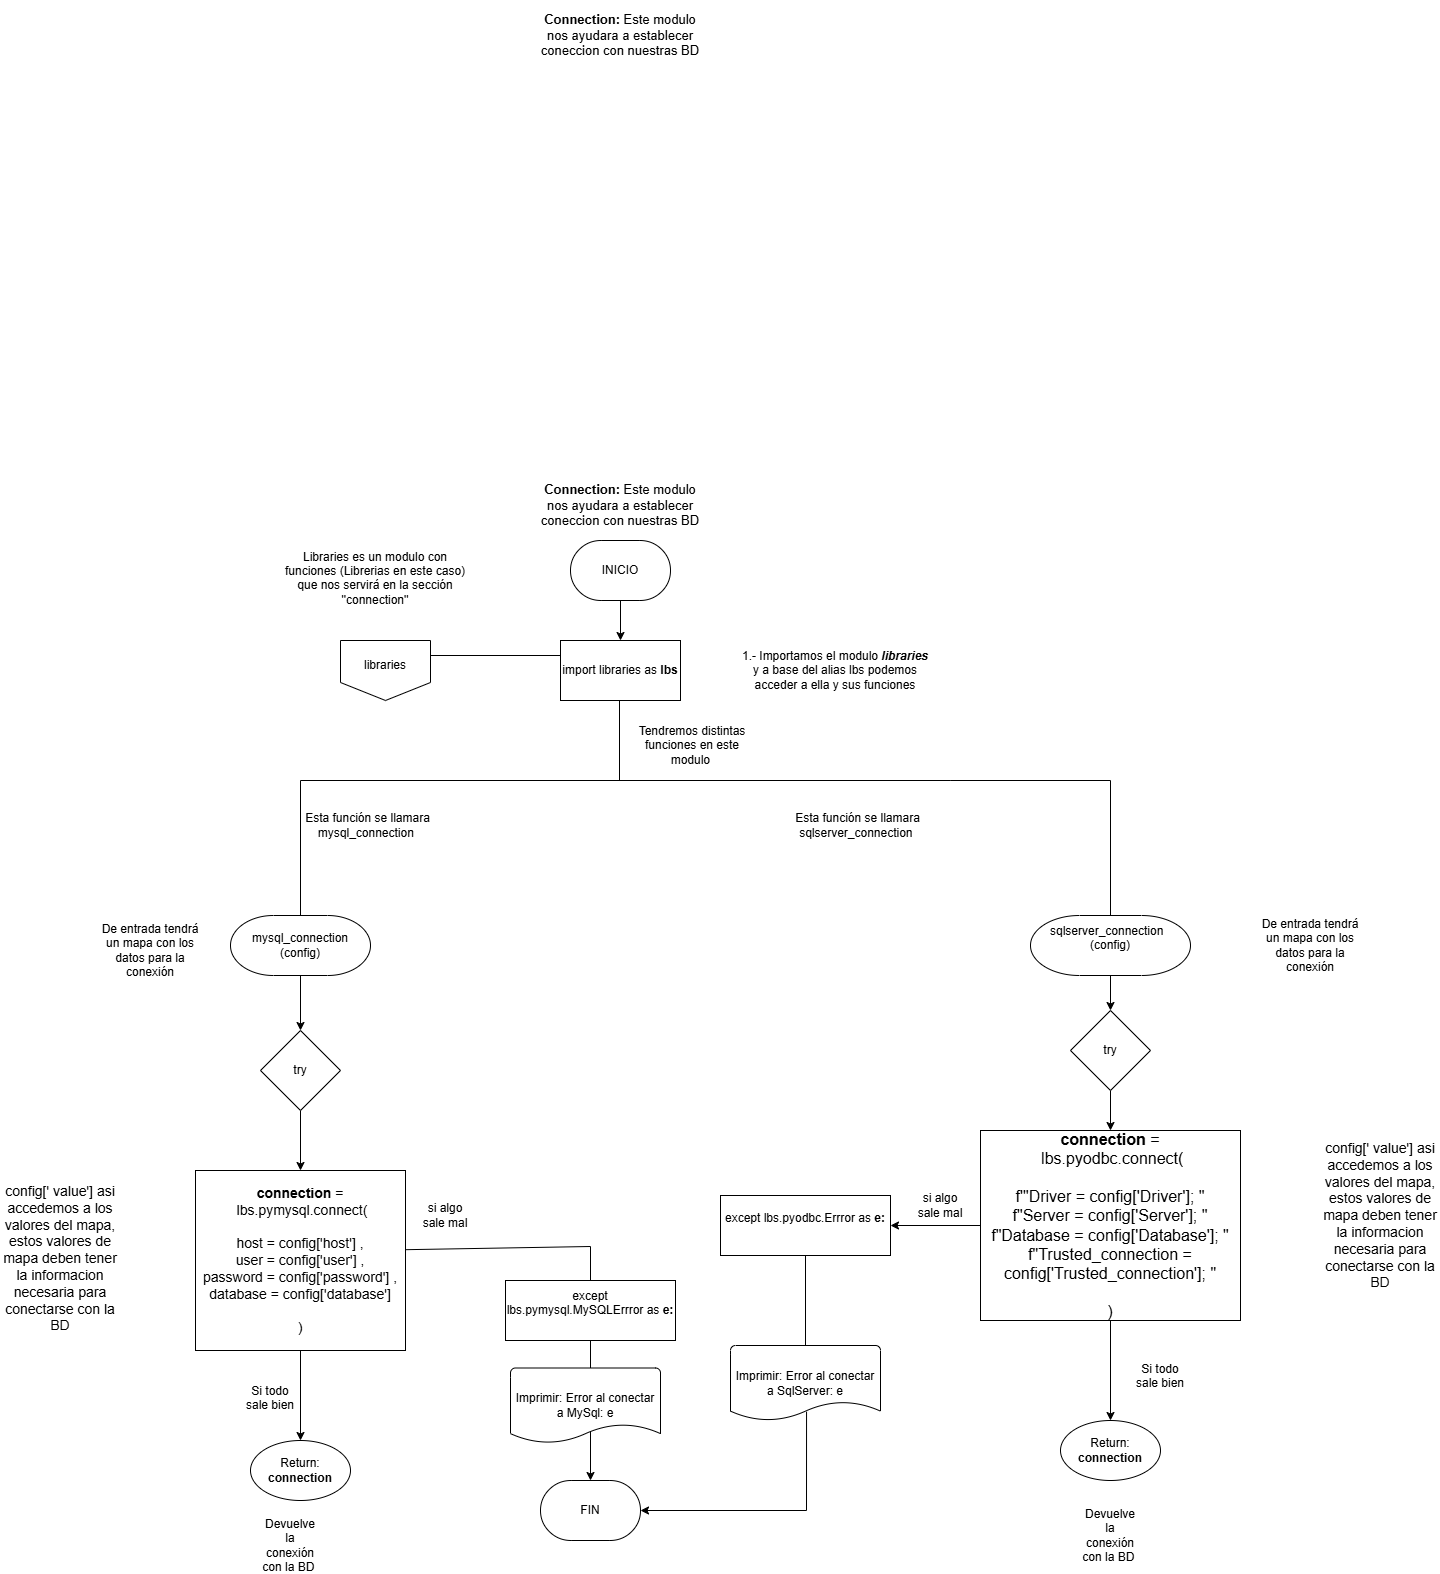 Connection: Este modulo
nos ayudara a establecer
coneccion con nuestras BD
Connection: Este modulo
nos ayudara a establecer
coneccion con nuestras BD
Libraries es un modulo con
funciones (Librerias en este caso)
que nos servirá en la sección
"connection"
INICIO
libraries
import libraries as lbs
1.- Importamos el modulo libraries
y a base del alias lbs podemos
acceder a ella y sus funciones
Tendremos distintas
funciones en este
modulo
Esta función se llamara
mysql_connection
Esta función se llamara
sqlserver_connection
De entrada tendrá
un mapa con los
datos para la
conexión
mysql_connection
(config)
sqlserver_connection
(config)
De entrada tendrá
un mapa con los
datos para la
conexión
try
try
config[' value'] asi
accedemos a los
valores del mapa,
estos valores de
mapa deben tener
la informacion
necesaria para
conectarse con la
BD
connection =
lbs.pymysql.connect(
host = config['host'] ,
user = config['user'] ,
password = config['password'] ,
database = config['database']
)
si algo
sale mal
except
lbs.pymysql.MySQLErrror as e:
Imprimir: Error al conectar
a MySql: e
except lbs.pyodbc.Errror as e:
Imprimir: Error al conectar
a SqlServer: e
si algo
sale mal
connection =
lbs.pyodbc.connect(
f'"Driver = config['Driver']; "
f"Server = config['Server']; "
f"Database = config['Database']; "
f"Trusted_connection =
config['Trusted_connection']; "
)
config[' value'] asi
accedemos a los
valores del mapa,
estos valores de
mapa deben tener
la informacion
necesaria para
conectarse con la
BD
Si todo
sale bien
Si todo
sale bien
Return:
connection
FIN
Return:
connection
Devuelve
la
conexión
con la BD
Devuelve
la
conexión
con la BD